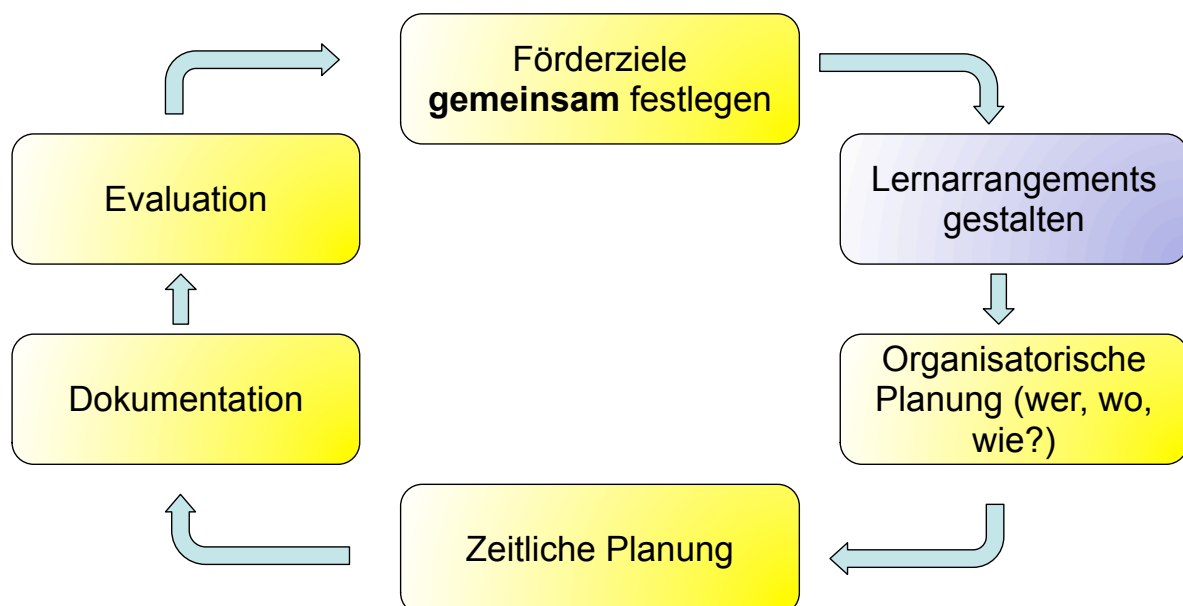 Förderziele
gemeinsam festlegen
Lernarrangements
gestalten
Organisatorische
Planung (wer, wo,
wie?)
Zeitliche Planung
Dokumentation
Evaluation